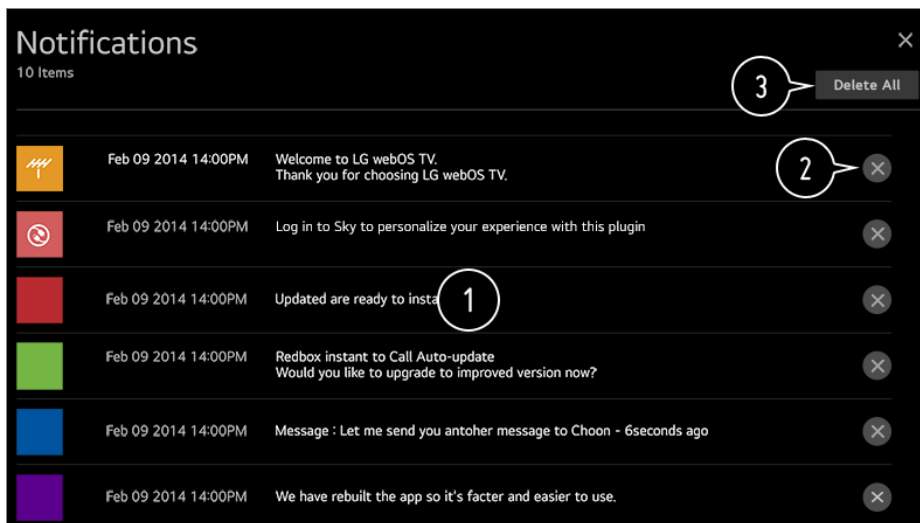 Notifications
10 Items
3
Delete All
Feb 09 2014 14:00PM
Welcome to LG webOS TV.
Thank you for choosing LG webOS TV.
2
Feb 09 2014 14:00PM
Log in to Sky to personalize your experience with this plugin
Feb 09 2014 14:00PM
Updated are ready to insta
1
Feb 09 2014 14:00PM
Redbox instant to Call Auto-update
Would you like to upgrade to improved version now?
Feb 09 2014 14:00PM
Message : Let me send you antoher message to Choon - 6seconds ago
Feb 09 2014 14:00PM
We have rebuilt the app so it's facter and easier to use.